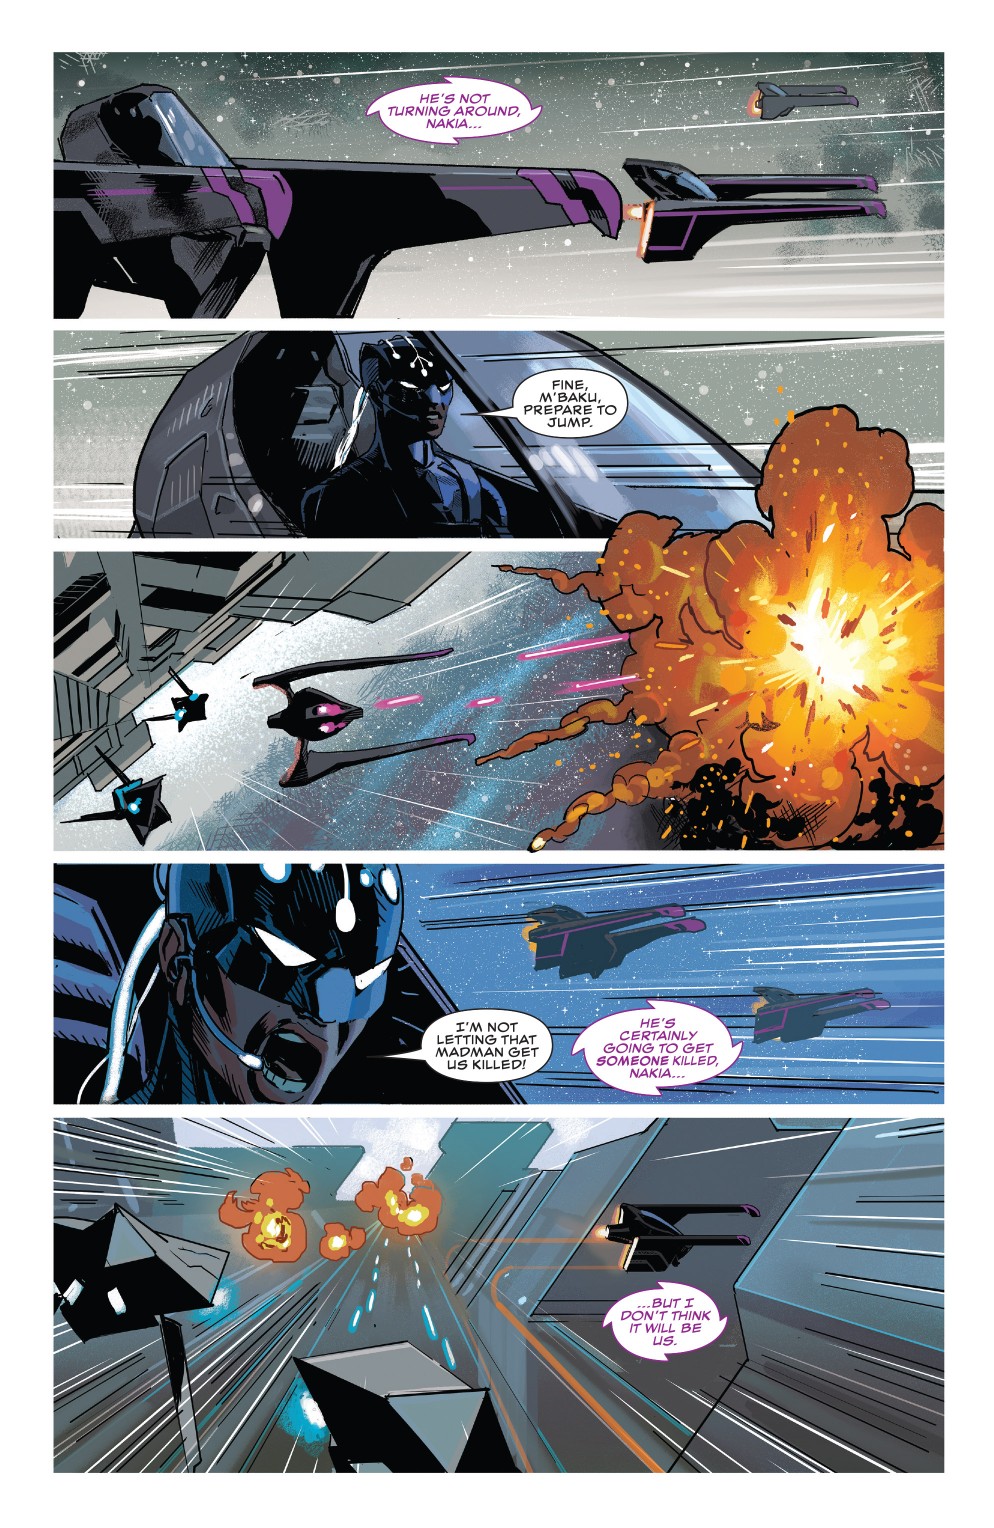 HE'S NOT
TURNING AROUND,
NAKIA...
FINE,
M'BAKU,
PREPARE TO
JUMP.
I'M NOT
LETTING THAT
MADMAN GET
US KILLED!
HE'S
CERTAINLY
GOING TO GET
SOMEONE KILLED,
NAKIA...
...BUT I
DON'T THINK
IT WILL BE
US.